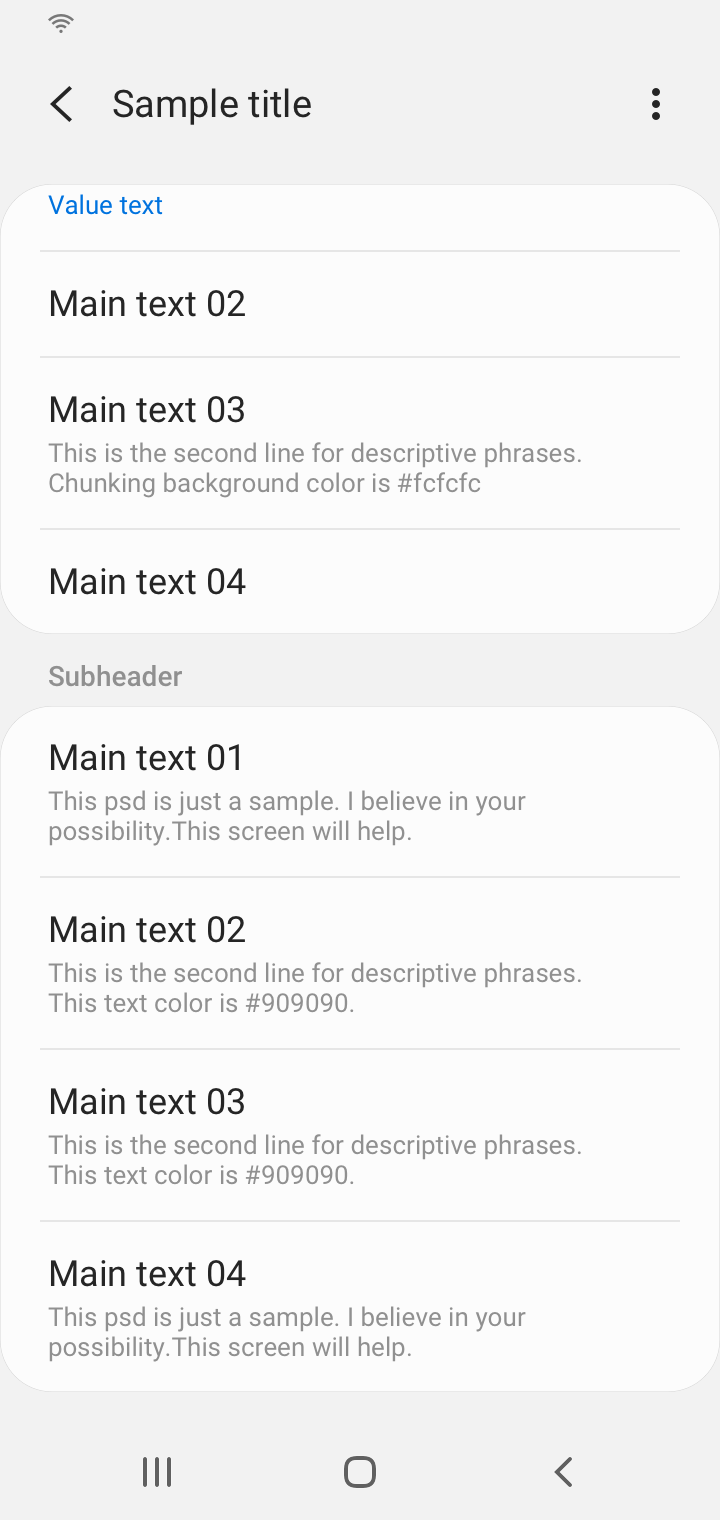 Sample title
Value text
Main text 02
Main text 03
This is the second line for descriptive phrases.
Chunking background color is #fcfcfc
Main text 04
Subheader
Main text 01
This psd is just a sample. I believe in your
possibility.This screen will help.
Main text 02
This is the second line for descriptive phrases.
This text color is #909090.
Main text 03
This is the second line for descriptive phrases.
This text color is #909090.
Main text 04
This psd is just a sample. I believe in your
possibility.This screen will help.